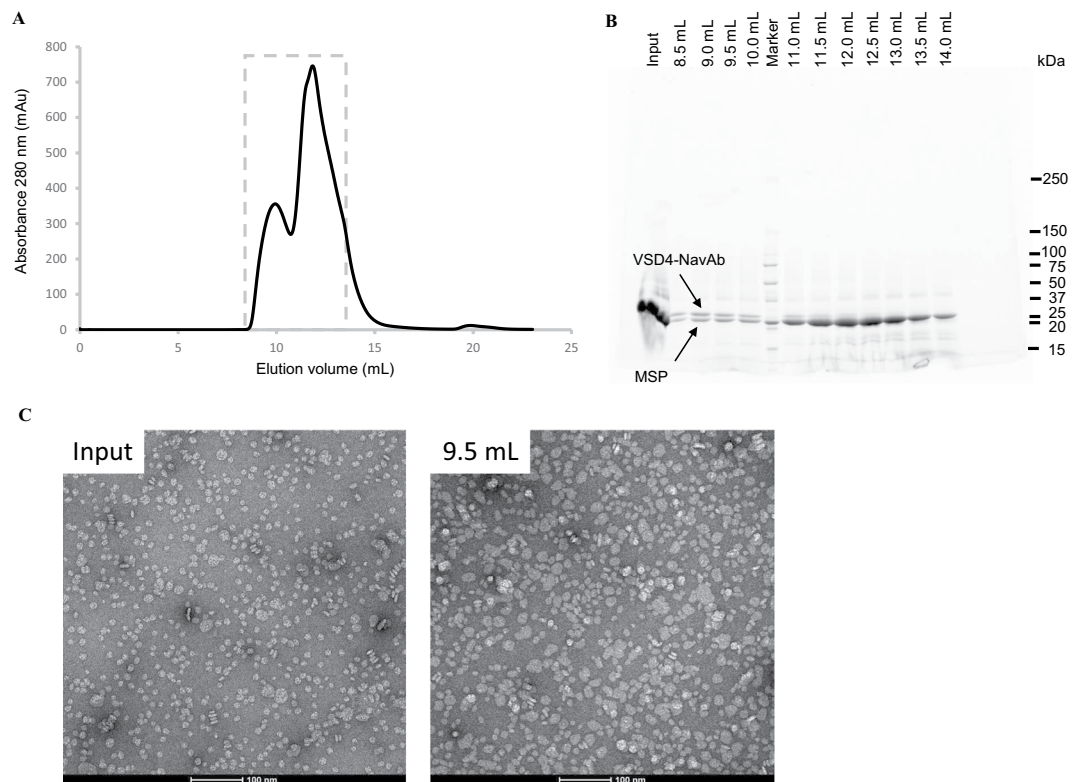 A
Absorbance 280 nm (mAu)
800
700
600
500
400
300
200
100
0
0 5 10 15 20 25
Elution volume (mL)
B
Input 8.5 mL 9.0 mL 9.5 mL 10.0 mL Marker 11.0 mL 11.5 mL 12.0 mL 12.5 mL 13.0 mL 13.5 mL 14.0 mL
kDa
250
150
100
75
50
37
25
20
15
VSD4-NavAb
MSP
C
Input
9.5 mL
100 nm
100 nm